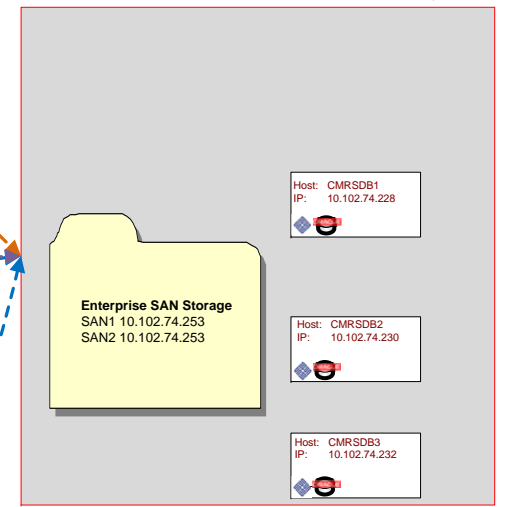 Host: CMRSDB1
IP: 10.102.74.228
Enterprise SAN Storage
SAN1 10.102.74.253
SAN2 10.102.74.253
Host: CMRSDB2
IP: 10.102.74.230
Host: CMRSDB3
IP: 10.102.74.232